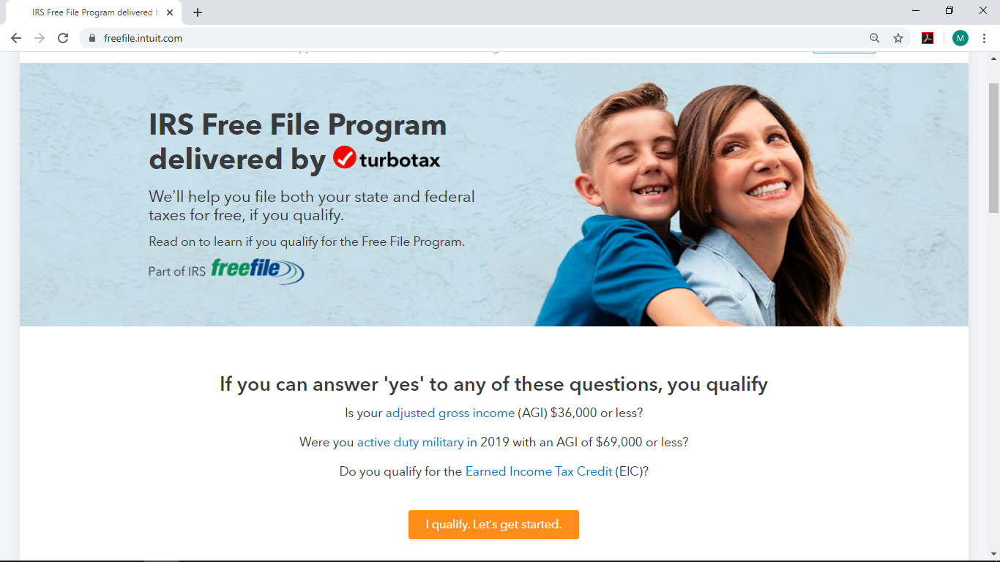 IRS Free File Program delivered b
freefile.intuit.com
M
IRS Free File Program
delivered by turbotax
We'll help you file both your state and federal
taxes for free, if you qualify.
Read on to learn if you qualify for the Free File Program.
Part of IRS freefile
If you can answer 'yes' to any of these questions, you qualify
Is your adjusted gross income (AGI) $36,000 or less?
Were you active duty military in 2019 with an AGI of $69,000 or less?
Do you qualify for the Earned Income Tax Credit (EIC)?
I qualify. Let's get started.